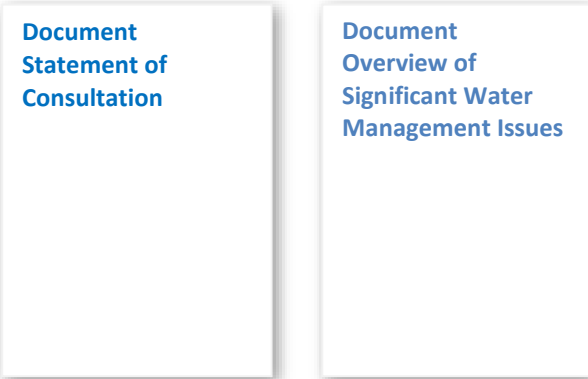 Document
Statement of
Consultation
Document
Overview of
Significant Water
Management Issues